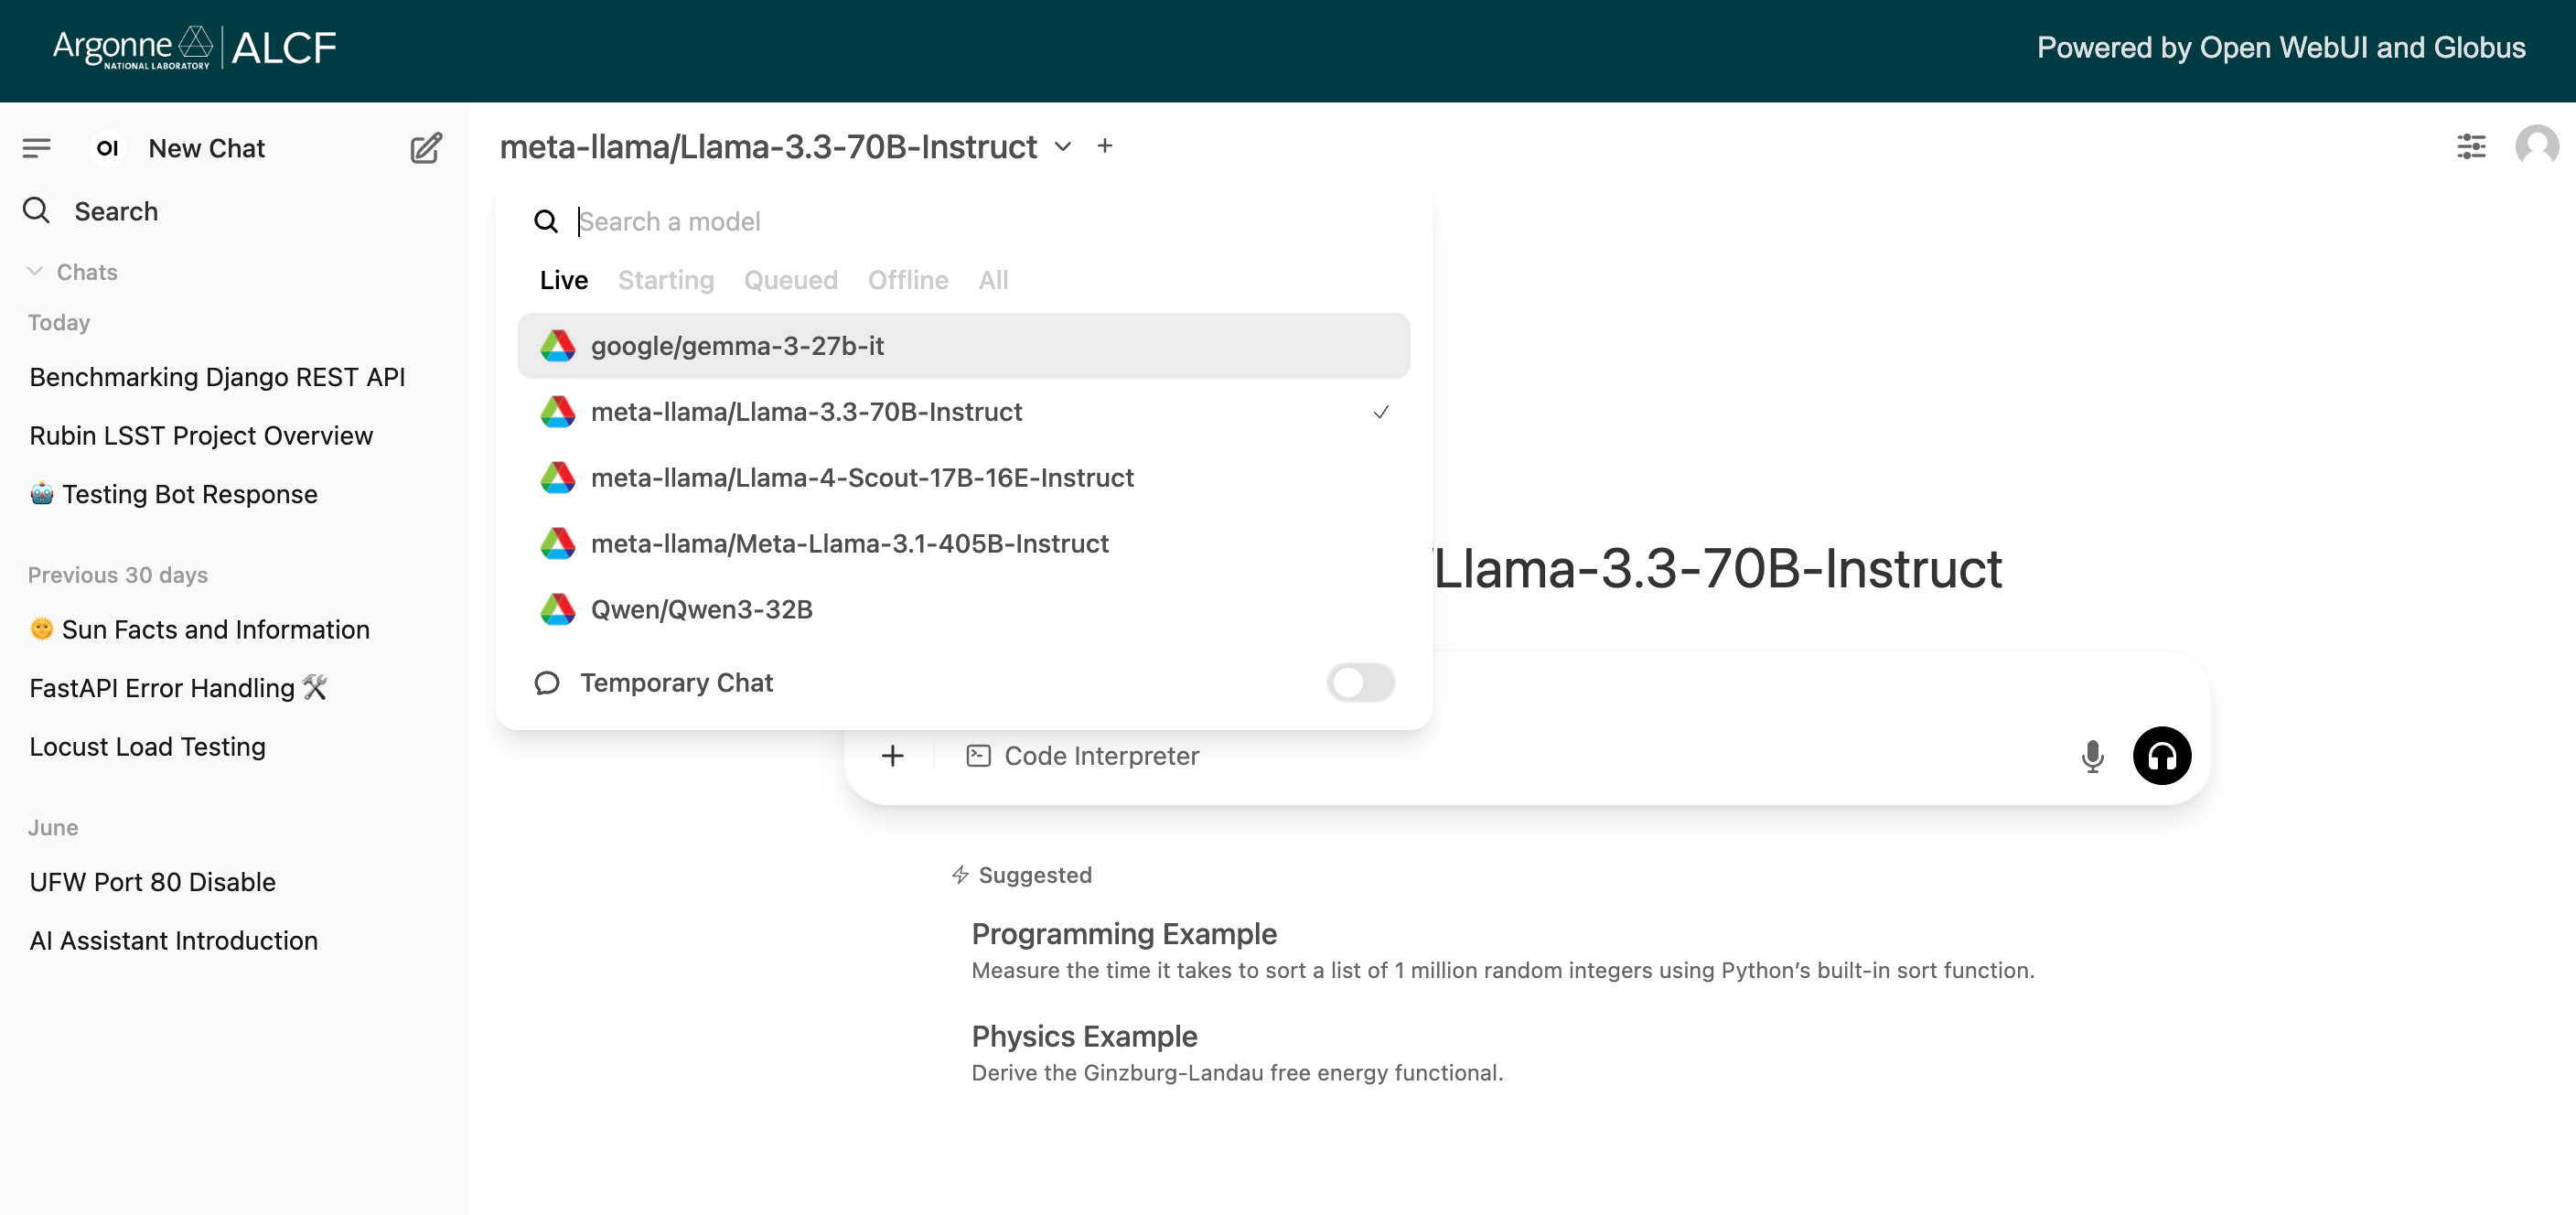 Argonne NATIONAL LABORATORY | ALCF
Powered by Open WebUI and Globus
OI New Chat
Search
Chats
Today
Benchmarking Django REST API
Rubin LSST Project Overview
🤖 Testing Bot Response
Previous 30 days
🌞 Sun Facts and Information
FastAPI Error Handling 🛠️
Locust Load Testing
June
UFW Port 80 Disable
AI Assistant Introduction
meta-llama/Llama-3.3-70B-Instruct
Search a model
Live Starting Queued Offline All
google/gemma-3-27b-it
meta-llama/Llama-3.3-70B-Instruct
meta-llama/Llama-4-Scout-17B-16E-Instruct
meta-llama/Meta-Llama-3.1-405B-Instruct
Qwen/Qwen3-32B
Temporary Chat
/Llama-3.3-70B-Instruct
Code Interpreter
Suggested
Programming Example
Measure the time it takes to sort a list of 1 million random integers using Python’s built-in sort function.
Physics Example
Derive the Ginzburg-Landau free energy functional.